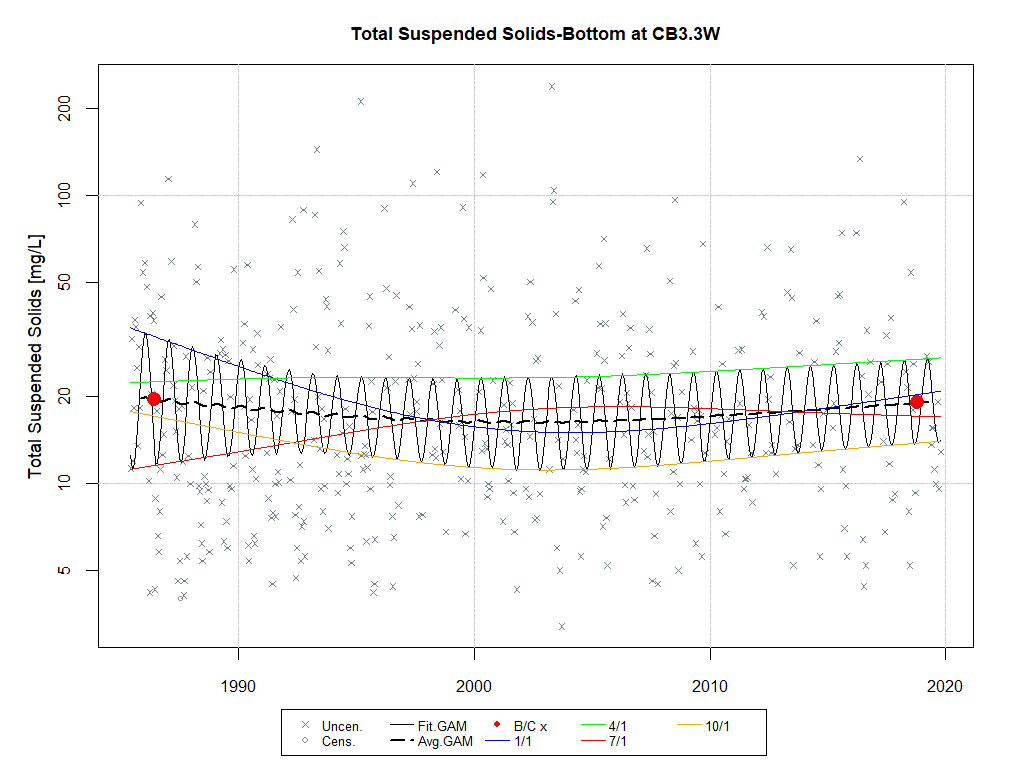 Total Suspended Solids-Bottom at CB3.3W
Total Suspended Solids [mg/L]
200
100
50
20
10
5
1990 2000 2010 2020
Uncen. Fit.GAM B/C x 4/1 10/1
Cens. Avg.GAM 1/1 7/1